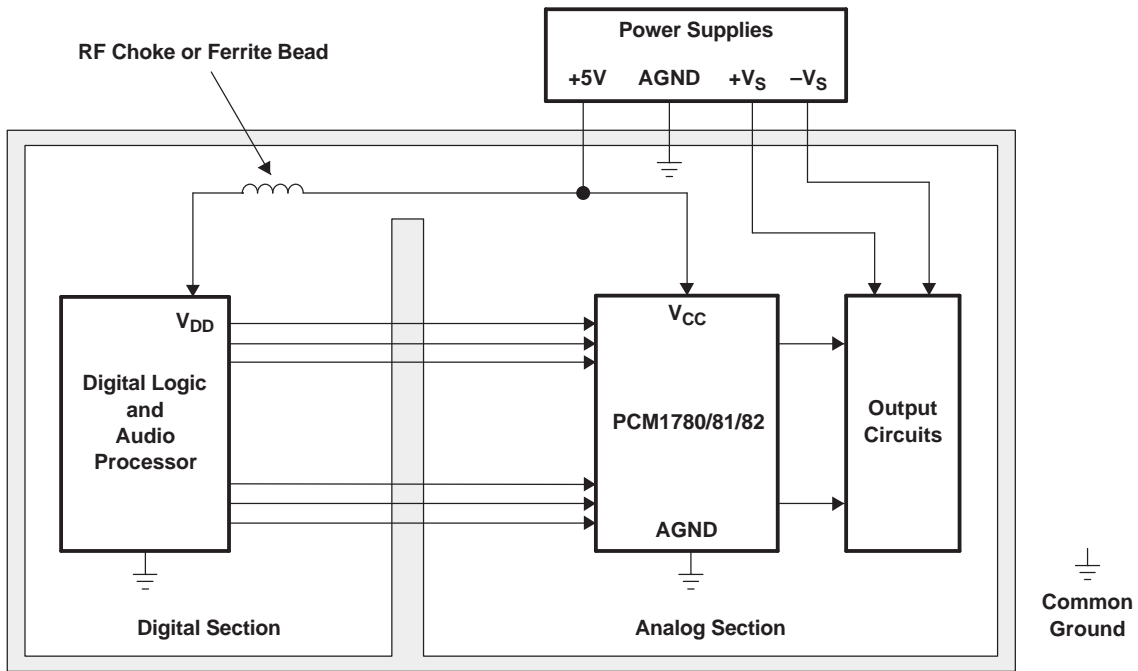 Power Supplies
RF Choke or Ferrite Bead
+5V AGND +VS –VS
VDD
VCC
Digital Logic
and
Audio
Processor
PCM1780/81/82
Output
Circuits
AGND
Digital Section
Analog Section
Common
Ground